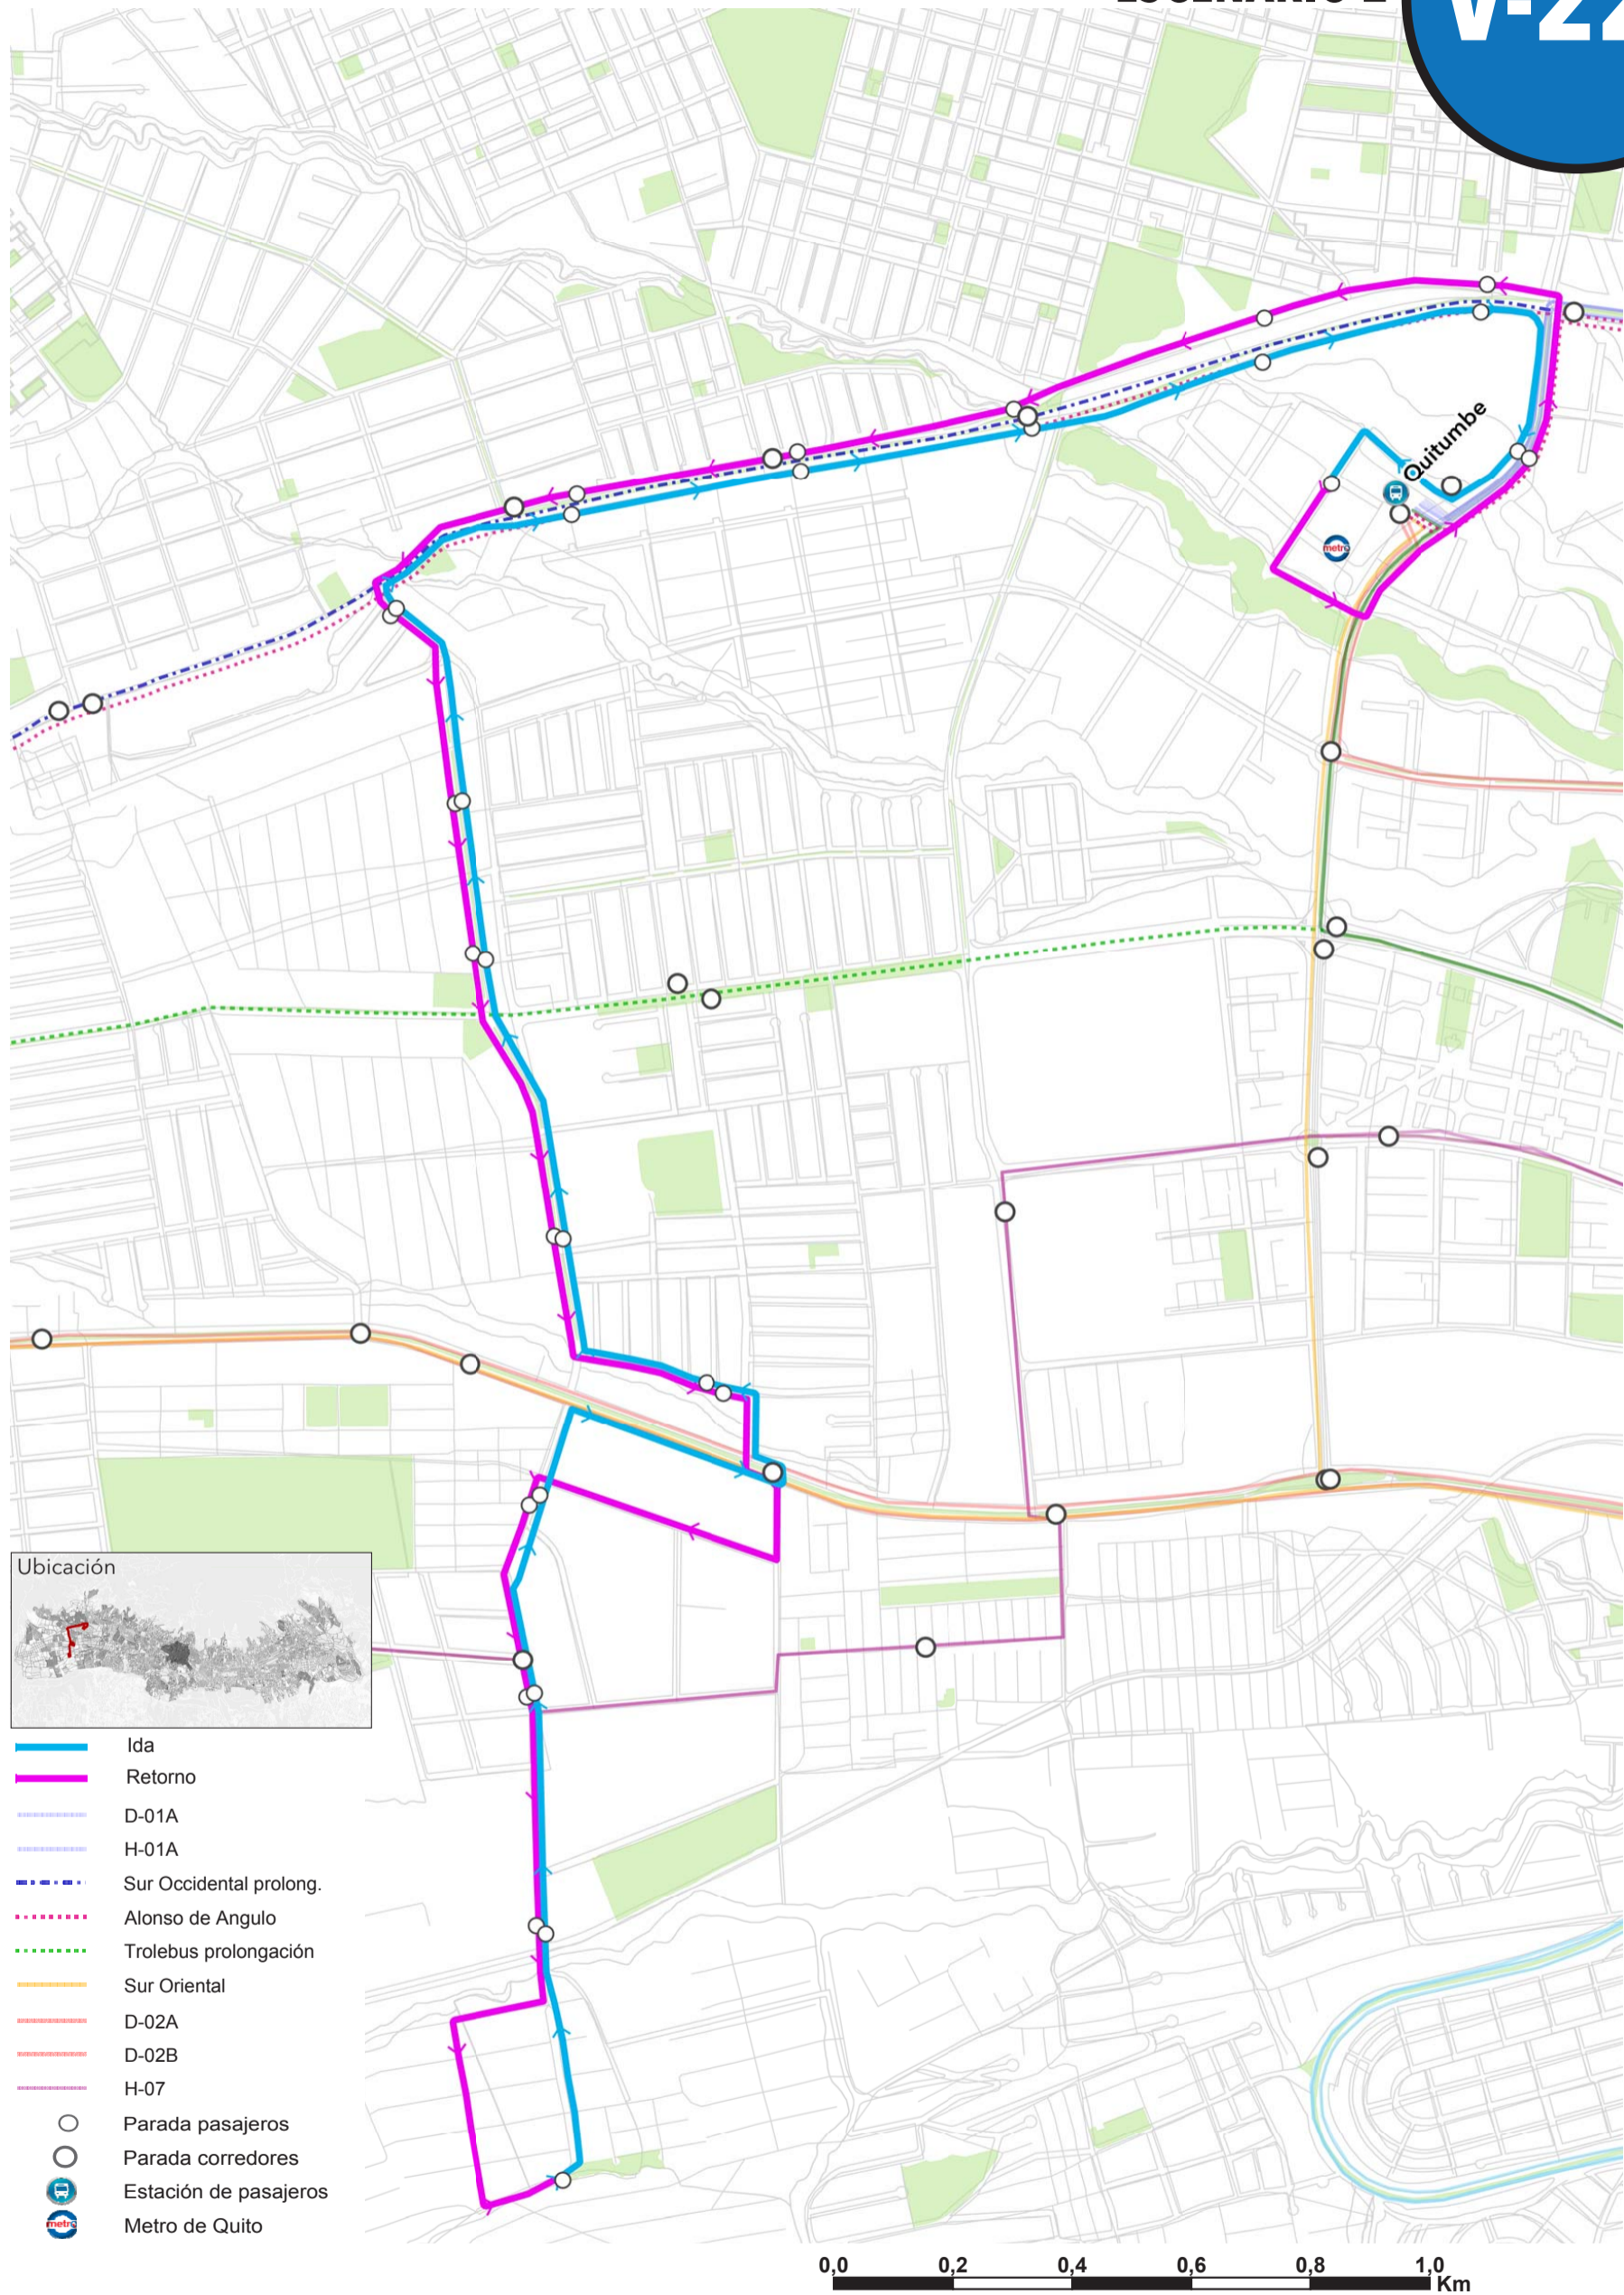 V-22
Quitumbe
metro
Ubicación
Ida
Retorno
D-01A
H-01A
Sur Occidental prolong.
Alonso de Angulo
Trolebus prolongación
Sur Oriental
D-02A
D-02B
H-07
Parada pasajeros
Parada corredores
Estación de pasajeros
metro
Metro de Quito
0,0 0,2 0,4 0,6 0,8 1,0
Km